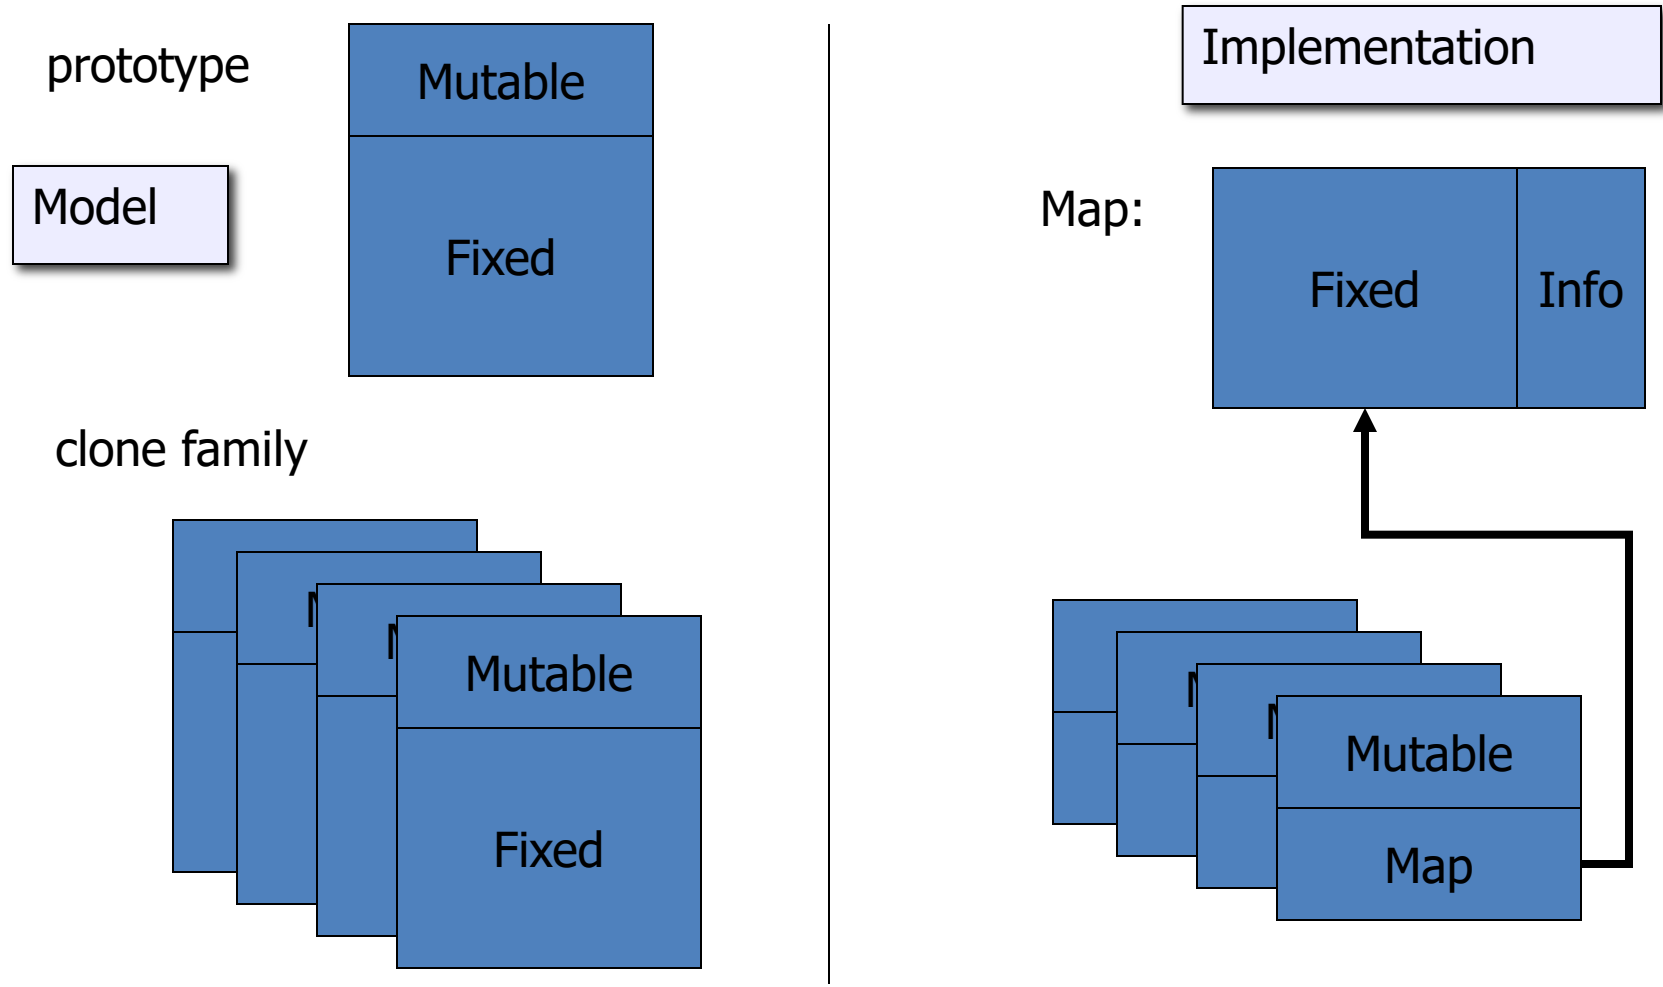 prototype
Mutable
Model
Fixed
clone family
M
M
Mutable
Fixed
Implementation
Map:
Fixed
Info
M
M
Mutable
Map